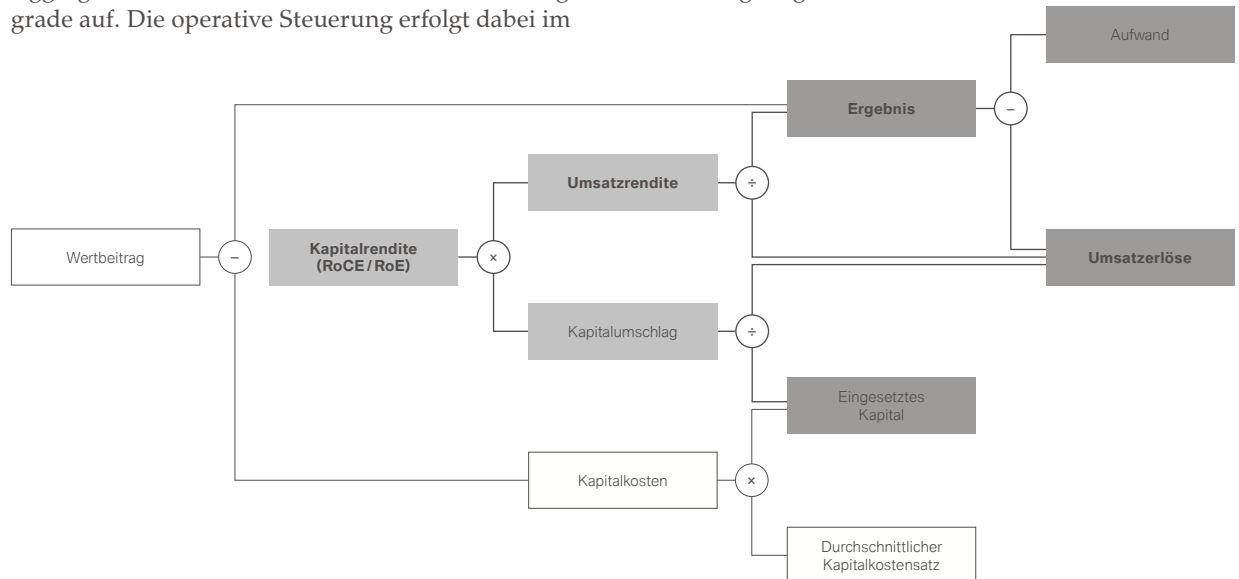 grade auf. Die operative Steuerung erfolgt dabei im
Aufwand
Ergebnis
–
Umsatzrendite
÷
Wertbeitrag
–
Kapitalrendite
(RoCE / RoE)
×
Umsatzerlöse
Kapitalumschlag
÷
Eingesetztes
Kapital
Kapitalkosten
×
Durchschnittlicher
Kapitalkostensatz